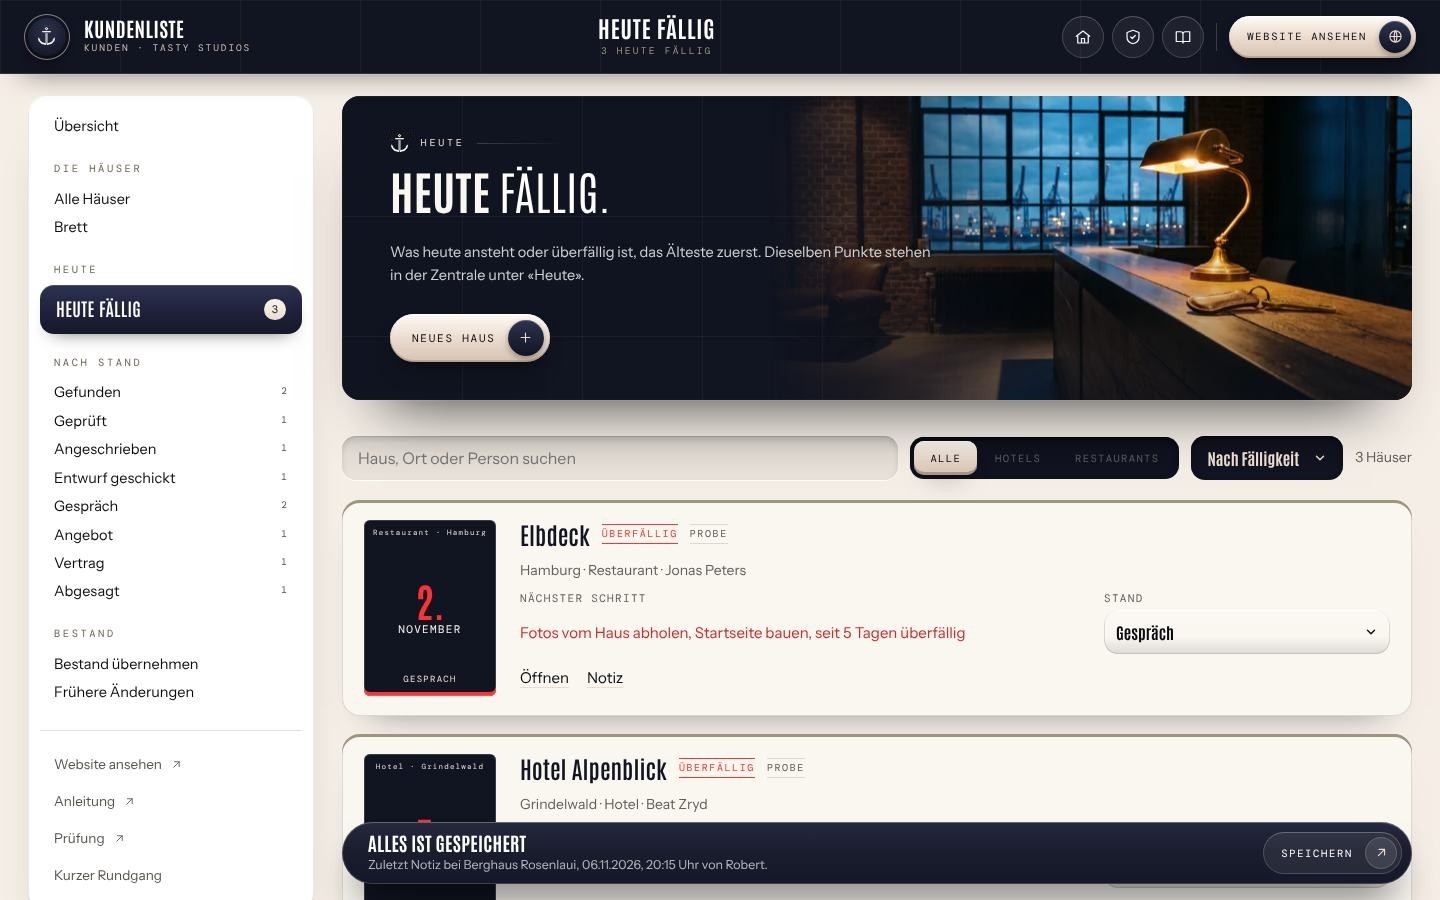 KUNDENLISTE
KUNDEN · TASTY STUDIOS
HEUTE FÄLLIG
3 HEUTE FÄLLIG
WEBSITE ANSEHEN
Übersicht
DIE HÄUSER
Alle Häuser
Brett
HEUTE
HEUTE FÄLLIG 3
NACH STAND
Gefunden 2
Geprüft 1
Angeschrieben 1
Entwurf geschickt 1
Gespräch 2
Angebot 1
Vertrag 1
Abgesagt 1
BESTAND
Bestand übernehmen
Frühere Änderungen
Website ansehen
Anleitung
Prüfung
Kurzer Rundgang
HEUTE
HEUTE FÄLLIG.
Was heute ansteht oder überfällig ist, das Älteste zuerst. Dieselben Punkte stehen
in der Zentrale unter «Heute».
NEUES HAUS
Haus, Ort oder Person suchen
ALLE HOTELS RESTAURANTS
Nach Fälligkeit
3 Häuser
Restaurant · Hamburg
2.
NOVEMBER
GESPRÄCH
Elbdeck ÜBERFÄLLIG PROBE
Hamburg · Restaurant · Jonas Peters
NÄCHSTER SCHRITT
Fotos vom Haus abholen, Startseite bauen, seit 5 Tagen überfällig
STAND
Gespräch
Öffnen Notiz
Hotel · Grindelwald
Hotel Alpenblick ÜBERFÄLLIG PROBE
Grindelwald · Hotel · Beat Zryd
ALLES IST GESPEICHERT
Zuletzt Notiz bei Berghaus Rosenlaui, 06.11.2026, 20:15 Uhr von Robert.
SPEICHERN